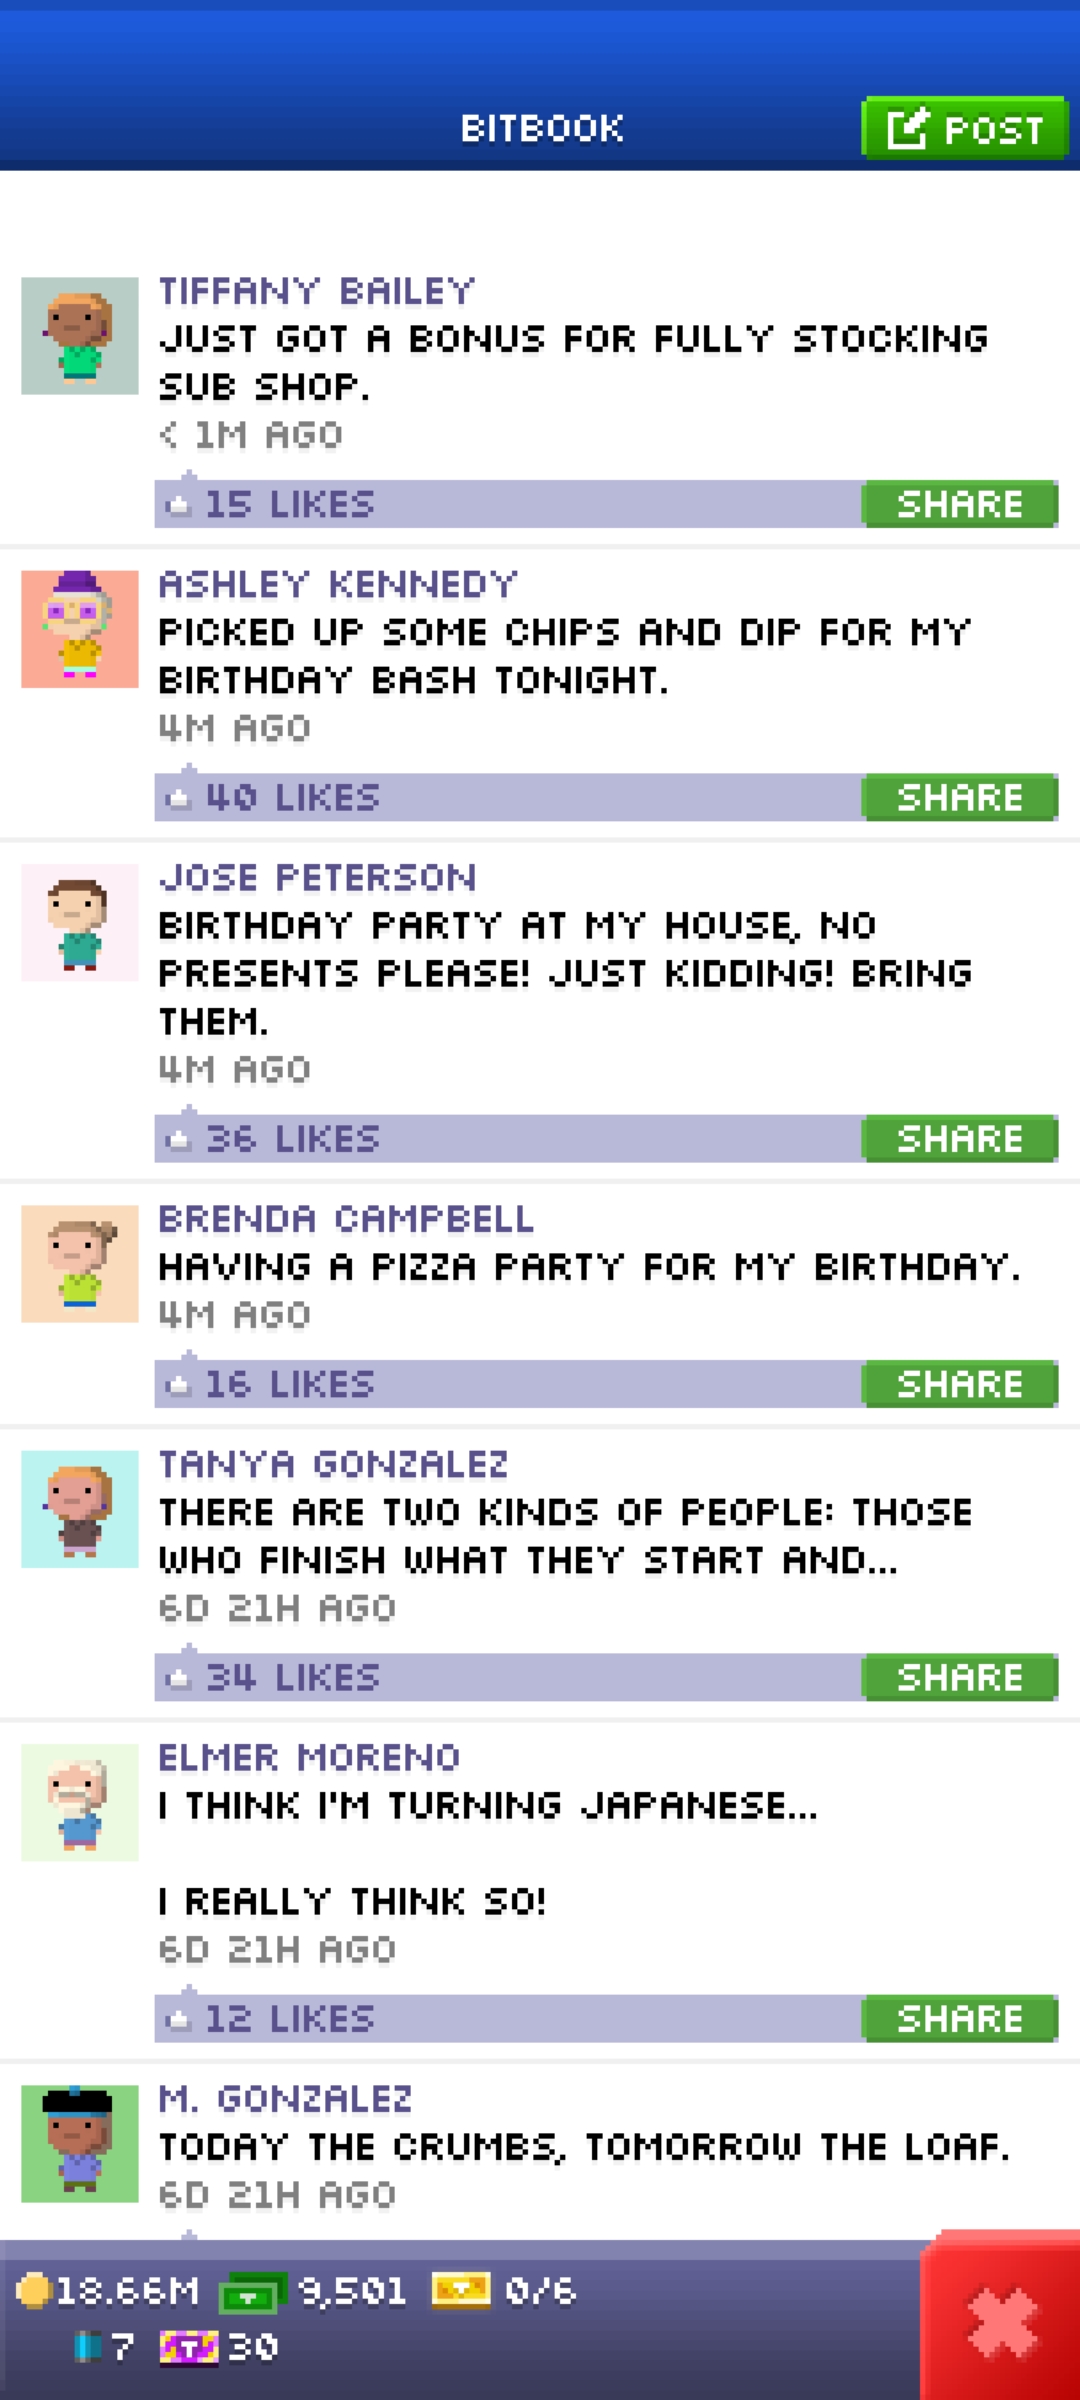 BITBOOK
POST
TIFFANY BAILEY
JUST GOT A BONUS FOR FULLY STOCKING
SUB SHOP.
< 1M AGO
15 LIKES
SHARE
ASHLEY KENNEDY
PICKED UP SOME CHIPS AND DIP FOR MY
BIRTHDAY BASH TONIGHT.
4M AGO
40 LIKES
SHARE
JOSE PETERSON
BIRTHDAY PARTY AT MY HOUSE, NO
PRESENTS PLEASE! JUST KIDDING! BRING
THEM.
4M AGO
36 LIKES
SHARE
BRENDA CAMPBELL
HAVING A PIZZA PARTY FOR MY BIRTHDAY.
4M AGO
16 LIKES
SHARE
TANYA GONZALEZ
THERE ARE TWO KINDS OF PEOPLE: THOSE
WHO FINISH WHAT THEY START AND...
6D 21H AGO
34 LIKES
SHARE
ELMER MORENO
I THINK I'M TURNING JAPANESE...
I REALLY THINK SO!
6D 21H AGO
12 LIKES
SHARE
M. GONZALEZ
TODAY THE CRUMBS, TOMORROW THE LOAF.
6D 21H AGO
18.66M 9,501 0/6
7 T 30